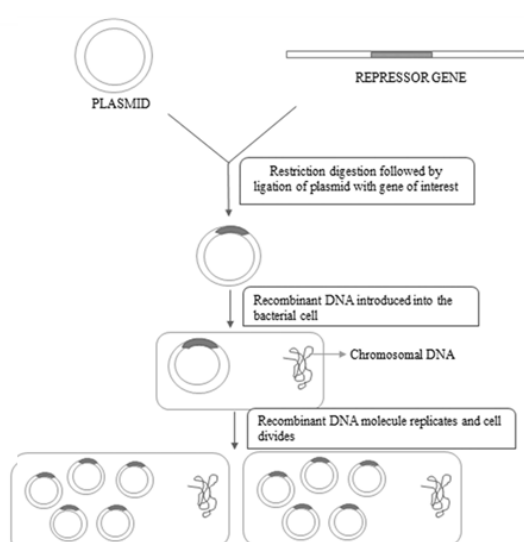 PLASMID
REPRESSOR GENE
Restriction digestion followed by
ligation of plasmid with gene of interest
Recombinant DNA introduced into the
bacterial cell
Chromosomal DNA
Recombinant DNA molecule replicates and cell
divides